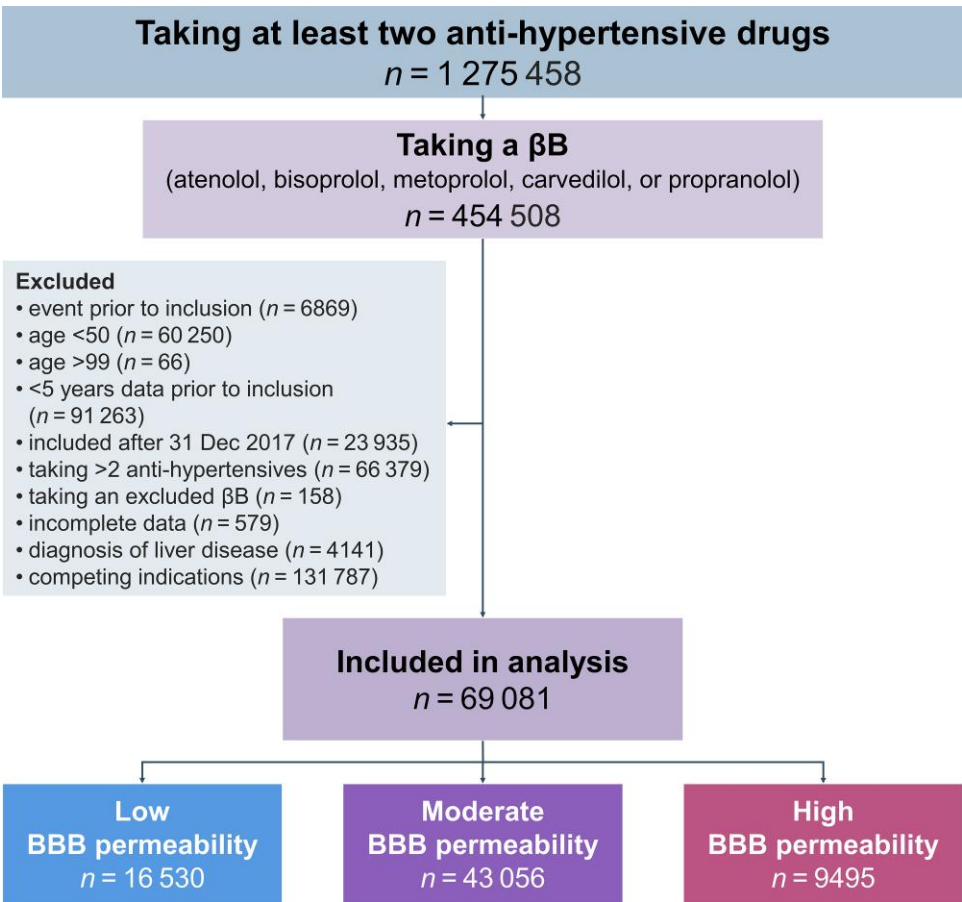 Taking at least two anti-hypertensive drugs
n = 1 275 458
Taking a βB
(atenolol, bisoprolol, metoprolol, carvedilol, or propranolol)
n = 454 508
Excluded
• event prior to inclusion (n = 6869)
• age <50 (n = 60 250)
• age >99 (n = 66)
• <5 years data prior to inclusion
(n = 91 263)
• included after 31 Dec 2017 (n = 23 935)
• taking >2 anti-hypertensives (n = 66 379)
• taking an excluded βB (n = 158)
• incomplete data (n = 579)
• diagnosis of liver disease (n = 4141)
• competing indications (n = 131 787)
Included in analysis
n = 69 081
Low
BBB permeability
n = 16 530
Moderate
BBB permeability
n = 43 056
High
BBB permeability
n = 9495